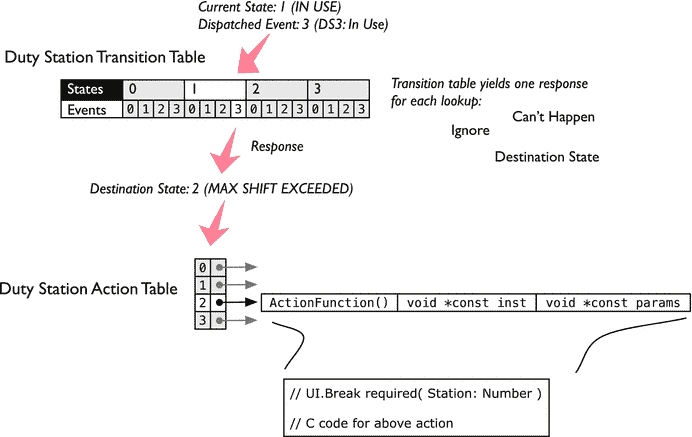 Current State: 1 (IN USE)
Dispatched Event: 3 (DS3: In Use)
Duty Station Transition Table
States 0 1 2 3
Events 0 1 2 3 0 1 2 3 0 1 2 3 0 1 2 3
Transition table yields one response
for each lookup:
Can't Happen
Ignore
Destination State
Response
Destination State: 2 (MAX SHIFT EXCEEDED)
Duty Station Action Table
0
1
2
3
ActionFunction() void *const inst void *const params
// UI.Break required( Station: Number )
// C code for above action